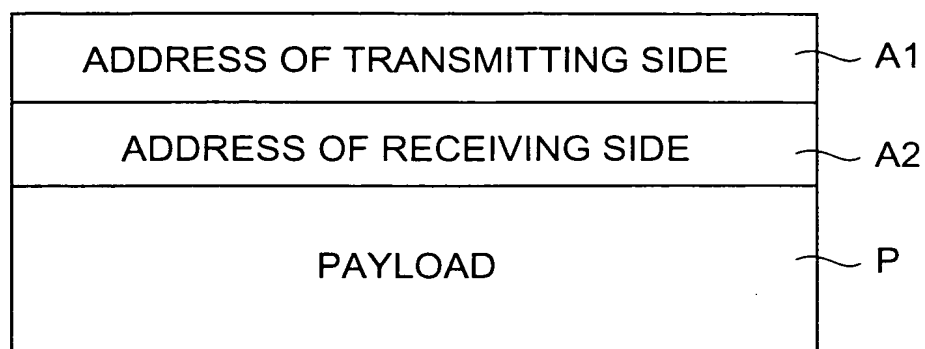 ADDRESS OF TRANSMITTING SIDE A1
ADDRESS OF RECEIVING SIDE A2
PAYLOAD P